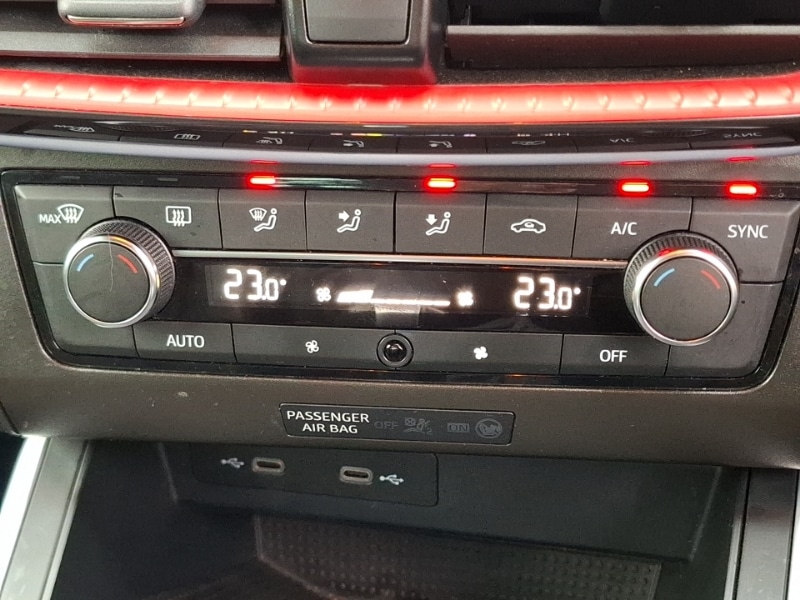 MAX
A/C
SYNC
23.0° 23.0°
AUTO
OFF
PASSENGER OFF ON
AIR BAG